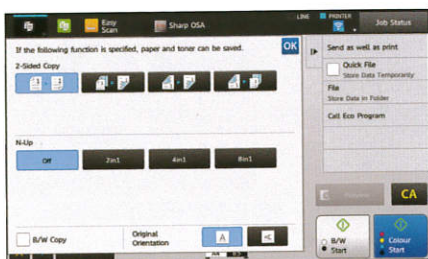 Easy
Scan
Sharp OSA
LINE
PRINTER
Job Status
If the following function is specified, paper and toner can be saved.
OK
2-Sided Copy
N-Up
Off
2in1
4in1
8in1
B/W Copy
Original
Orientation
A
Send as well as print
Quick File
Store Data Temporarily
File
Store Data in Folder
Call Eco Program
Preview
CA
B/W
Start
Colour
Start